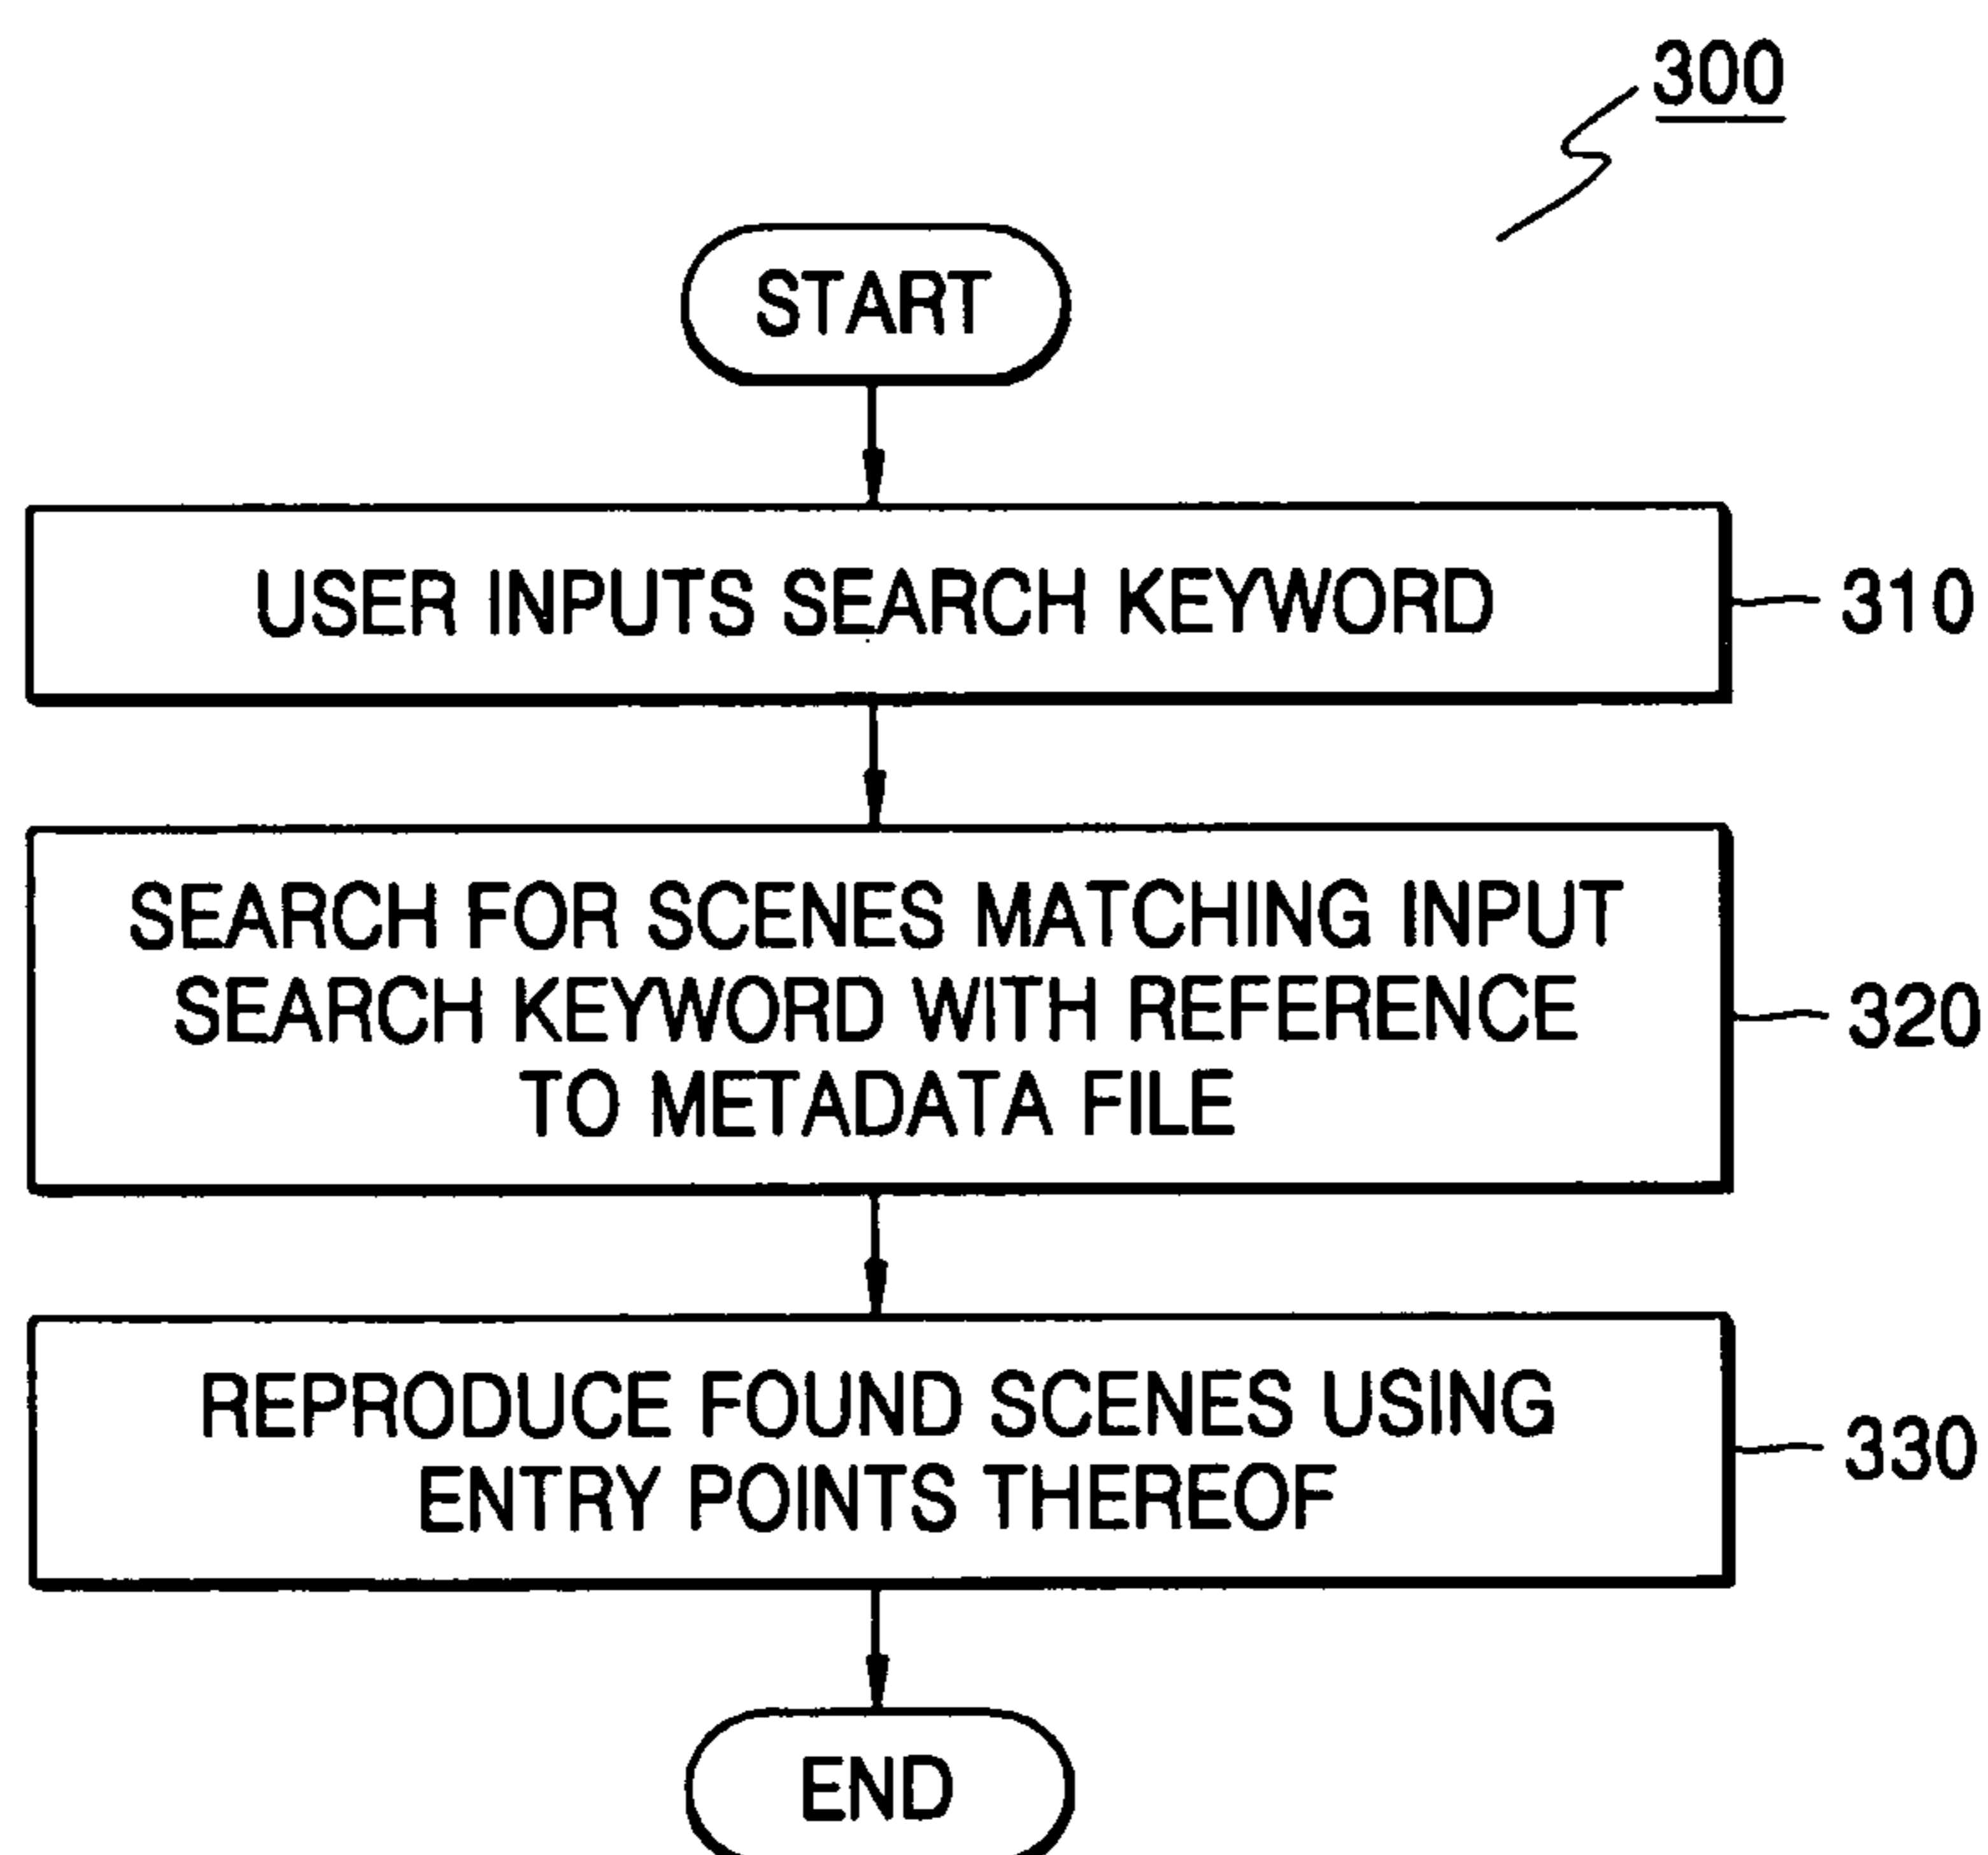 300
START
USER INPUTS SEARCH KEYWORD
310
SEARCH FOR SCENES MATCHING INPUT
SEARCH KEYWORD WITH REFERENCE
TO METADATA FILE
320
REPRODUCE FOUND SCENES USING
ENTRY POINTS THEREOF
330
END